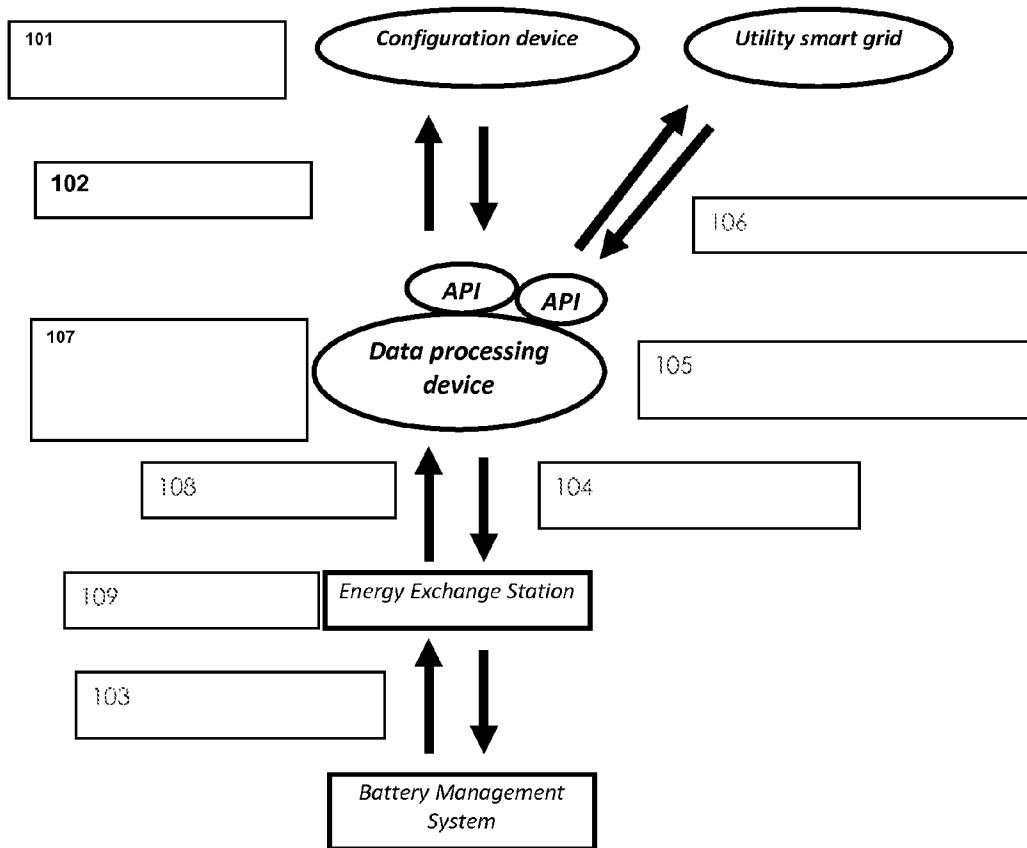 101
Configuration device
Utility smart grid
102
106
API
API
107
Data processing
device
105
108
104
109
Energy Exchange Station
103
Battery Management
System